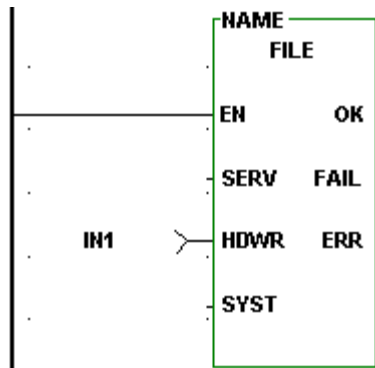 NAME
FILE
EN OK
SERV FAIL
IN1 HDWR ERR
SYST